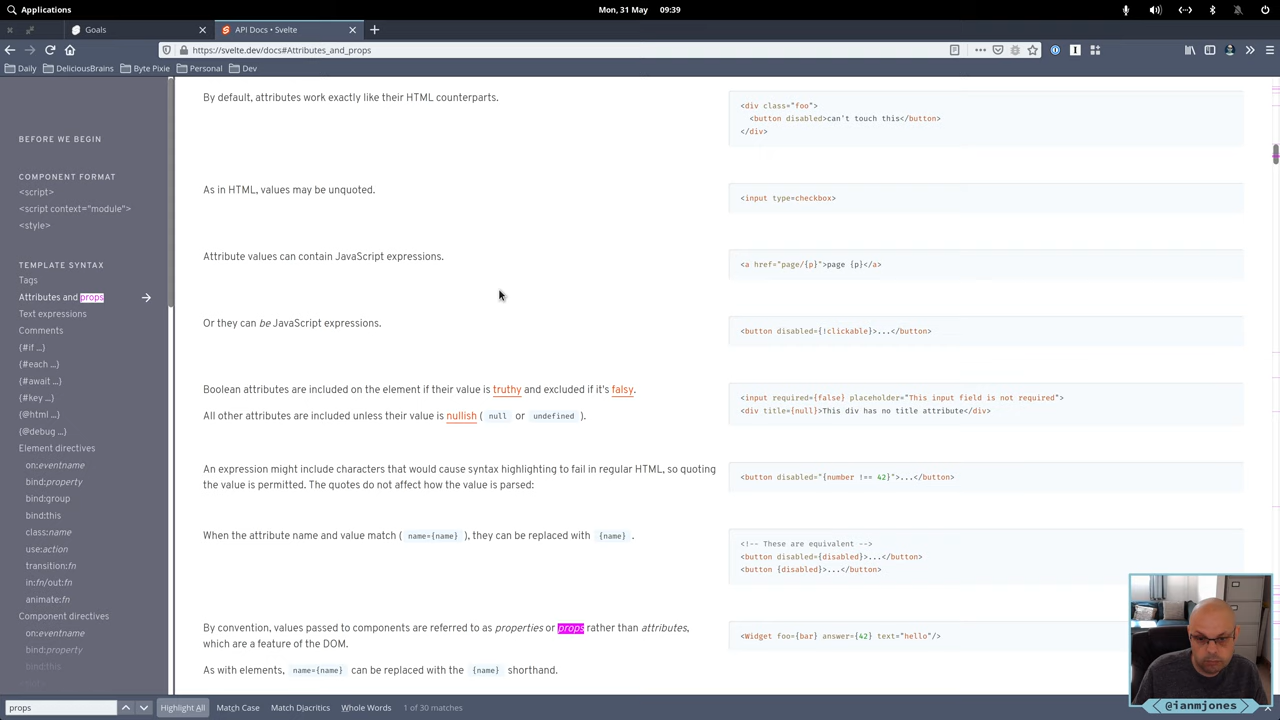 Applications
Mon, 31 May
09:39
Goals
API Docs • Svelte
https://svelte.dev/docs#Attributes_and_props
Daily
DeliciousBrains
Byte Pixie
Personal
Dev
BEFORE WE BEGIN
COMPONENT FORMAT
<script>
<script context="module">
<style>
TEMPLATE SYNTAX
Tags
Attributes and props
Text expressions
Comments
{#if ...}
{#each ...}
{#await ...}
{#key ...}
{@html ...}
{@debug ...}
Element directives
on:eventname
bind:property
bind:group
bind:this
class:name
use:action
transition:fn
in:fn/out:fn
animate:fn
Component directives
on:eventname
bind:property
bind:this
By default, attributes work exactly like their HTML counterparts.
<div class="foo">
<button disabled>can't touch this</button>
</div>
As in HTML, values may be unquoted.
<input type=checkbox>
Attribute values can contain JavaScript expressions.
<a href="page/{p}">page {p}</a>
Or they can be JavaScript expressions.
<button disabled={!clickable}>...</button>
Boolean attributes are included on the element if their value is truthy and excluded if it's falsy.
All other attributes are included unless their value is nullish ( null or undefined ).
<input required={false} placeholder="This input field is not required">
<div title={null}>This div has no title attribute</div>
An expression might include characters that would cause syntax highlighting to fail in regular HTML, so quoting
the value is permitted. The quotes do not affect how the value is parsed:
<button disabled="{number !== 42}">...</button>
When the attribute name and value match ( name={name} ), they can be replaced with {name} .
<!-- These are equivalent -->
<button disabled={disabled}>...</button>
<button {disabled}>...</button>
By convention, values passed to components are referred to as properties or props rather than attributes,
which are a feature of the DOM.
<Widget foo={bar} answer={42} text="hello"/>
As with elements, name={name} can be replaced with the {name} shorthand.
props
Highlight All
Match Case
Match Diacritics
Whole Words
1 of 30 matches
< @ianmjones >